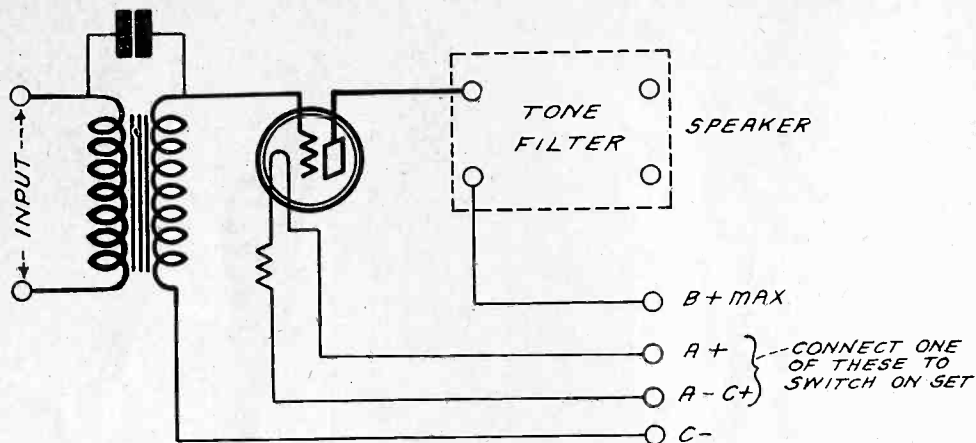 INPUT
TONE
FILTER
SPEAKER
B+ MAX
A+
A- C+
C-
CONNECT ONE
OF THESE TO
SWITCH ON SET